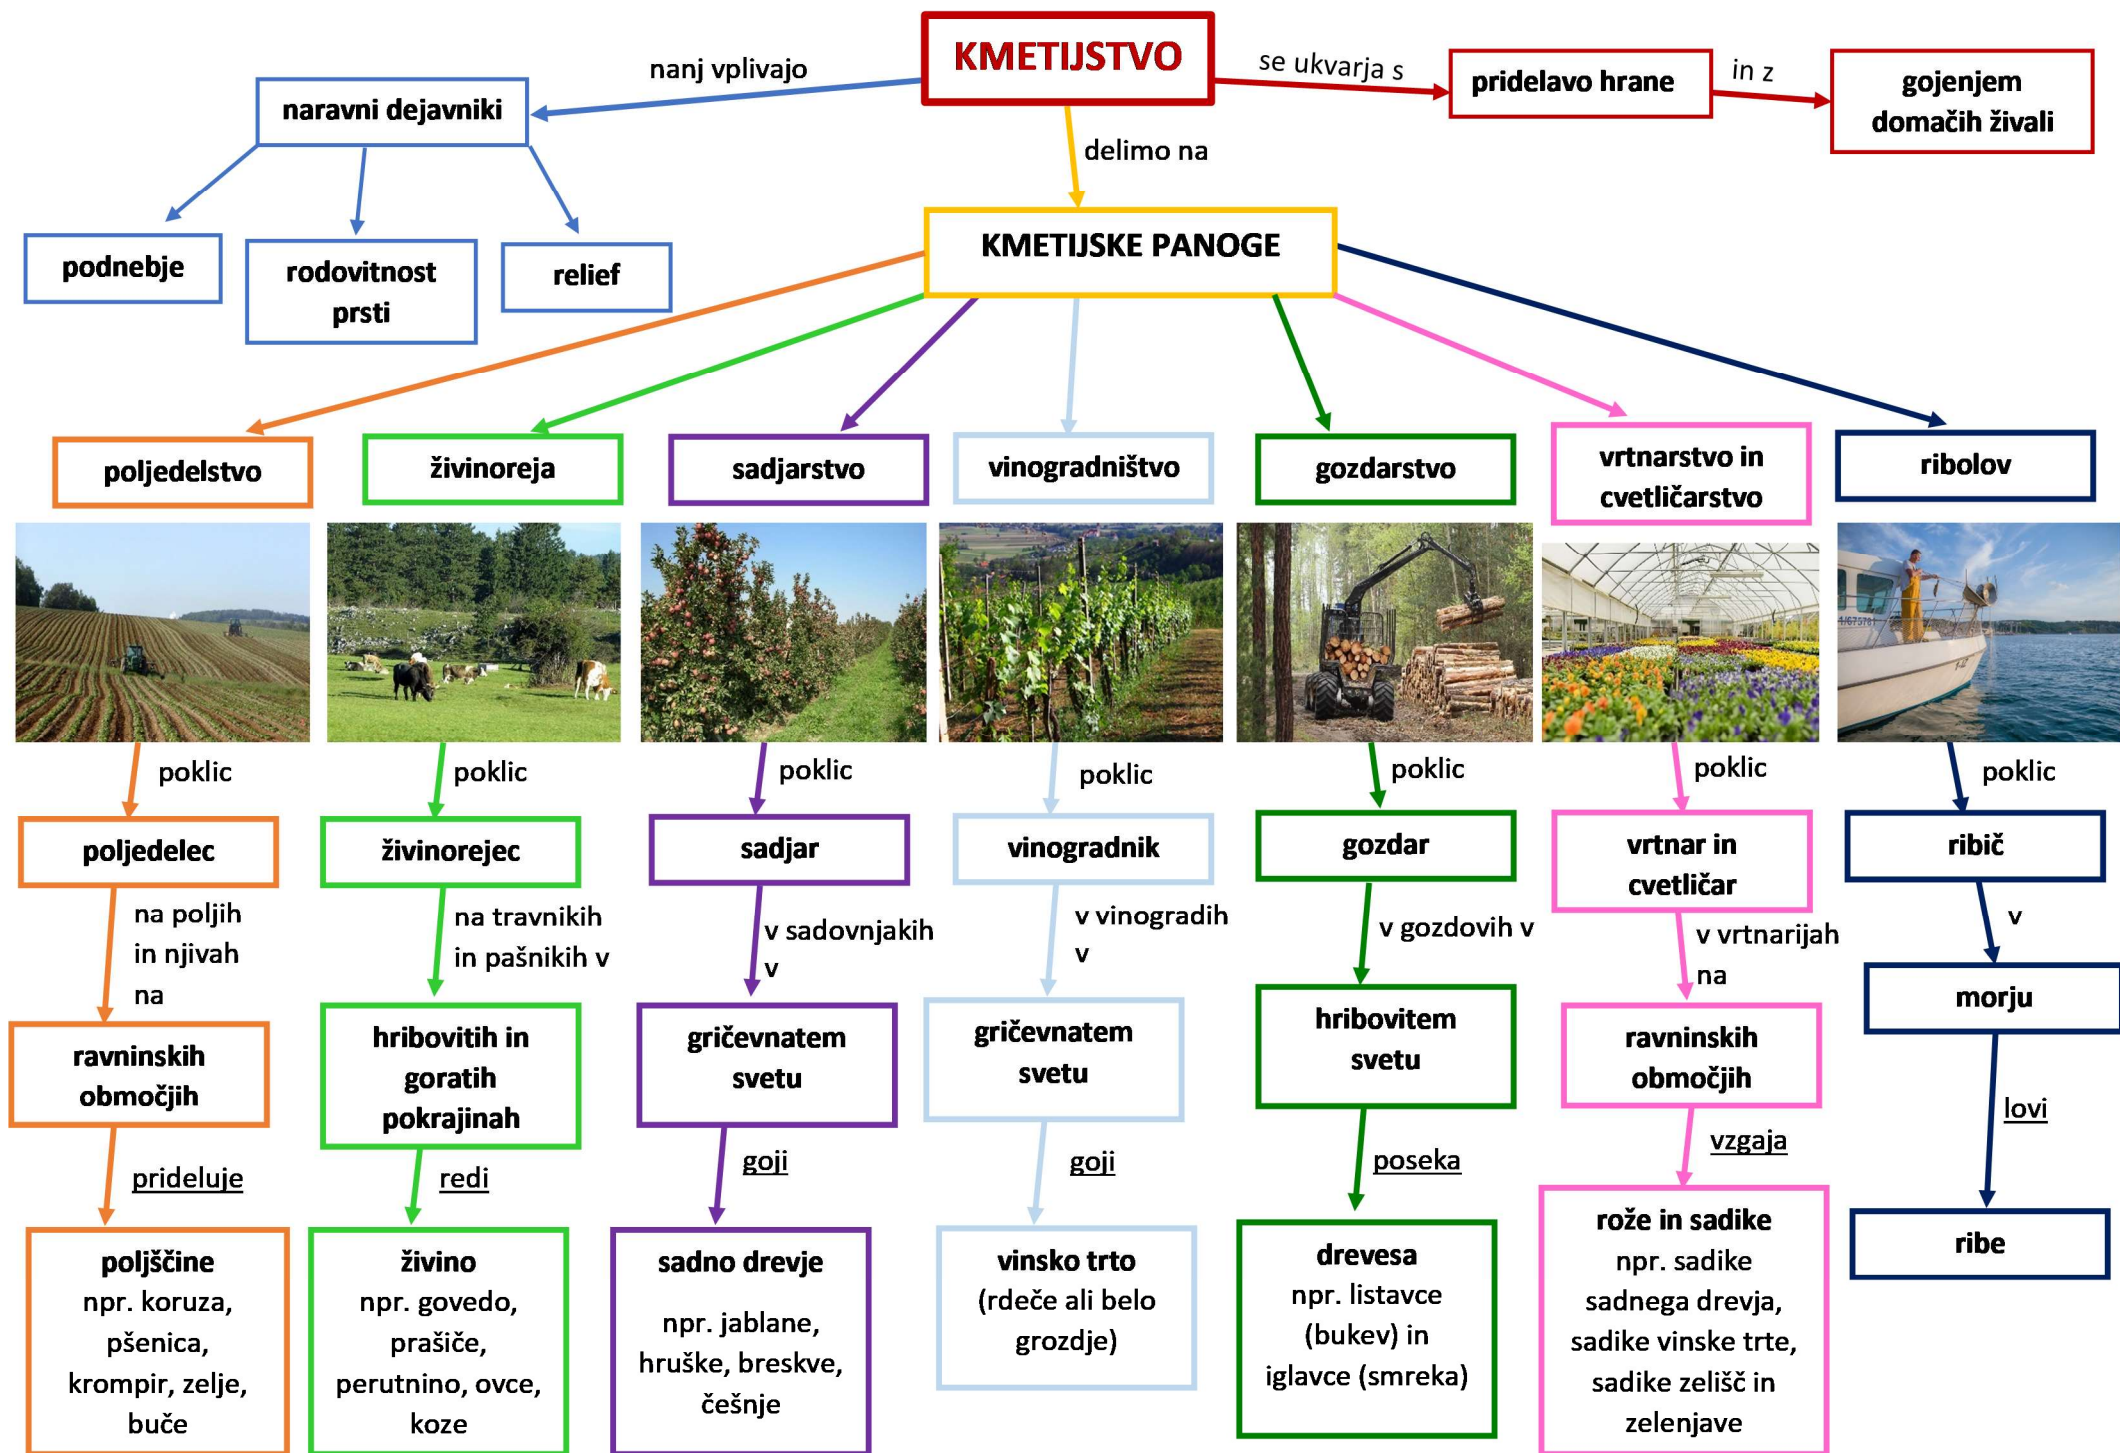 KMETIJSTVO
nanj vplivajo
se ukvarja s
pridelavo hrane
in z
gojenjem
domačih živali
naravni dejavniki
delimo na
podnebje
rodovitnost
prsti
relief
KMETIJSKE PANOGE
poljedelstvo
živinoreja
sadjarstvo
vinogradništvo
gozdarstvo
vrtnarstvo in
cvetličarstvo
ribolov
poklic
poklic
poklic
poklic
poklic
poklic
poklic
poljedelec
živinorejec
sadjar
vinogradnik
gozdar
vrtnar in
cvetličar
ribič
na poljih
in njivah
na
na travnikih
in pašnikih v
v sadovnjakih
v
v vinogradih
v
v gozdovih v
v vrtnarijah
na
v
ravninskih
območjih
hribovitih in
goratih
pokrajinah
gričevnatem
svetu
gričevnatem
svetu
hribovitem
svetu
ravninskih
območjih
morju
prideluje
redi
goji
goji
poseka
vzgaja
lovi
poljščine
npr. koruza,
pšenica,
krompir, zelje,
buče
živino
npr. govedo,
prašiče,
perutnino, ovce,
koze
sadno drevje
npr. jablane,
hruške, breskve,
češnje
vinsko trto
(rdeče ali belo
grozdje)
drevesa
npr. listavce
(bukev) in
iglavce (smreka)
rože in sadike
npr. sadike
sadnega drevja,
sadike vinske trte,
sadike zelišč in
zelenjave
ribe